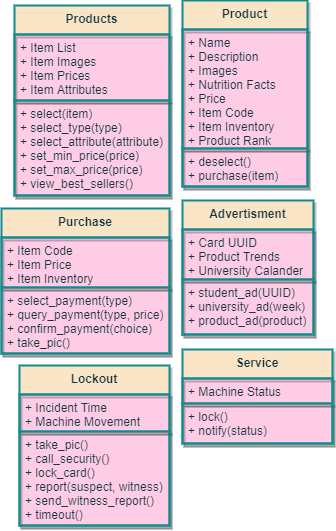 Products
+ Item List
+ Item Images
+ Item Prices
+ Item Attributes
+ select(item)
+ select_type(type)
+ select_attribute(attribute)
+ set_min_price(price)
+ set_max_price(price)
+ view_best_sellers()
Product
+ Name
+ Description
+ Images
+ Nutrition Facts
+ Price
+ Item Code
+ Item Inventory
+ Product Rank
+ deselect()
+ purchase(item)
Purchase
+ Item Code
+ Item Price
+ Item Inventory
+ select_payment(type)
+ query_payment(type, price)
+ confirm_payment(choice)
+ take_pic()
Advertisment
+ Card UUID
+ Product Trends
+ University Calander
+ student_ad(UUID)
+ university_ad(week)
+ product_ad(product)
Lockout
+ Incident Time
+ Machine Movement
+ take_pic()
+ call_security()
+ lock_card()
+ report(suspect, witness)
+ send_witness_report()
+ timeout()
Service
+ Machine Status
+ lock()
+ notify(status)